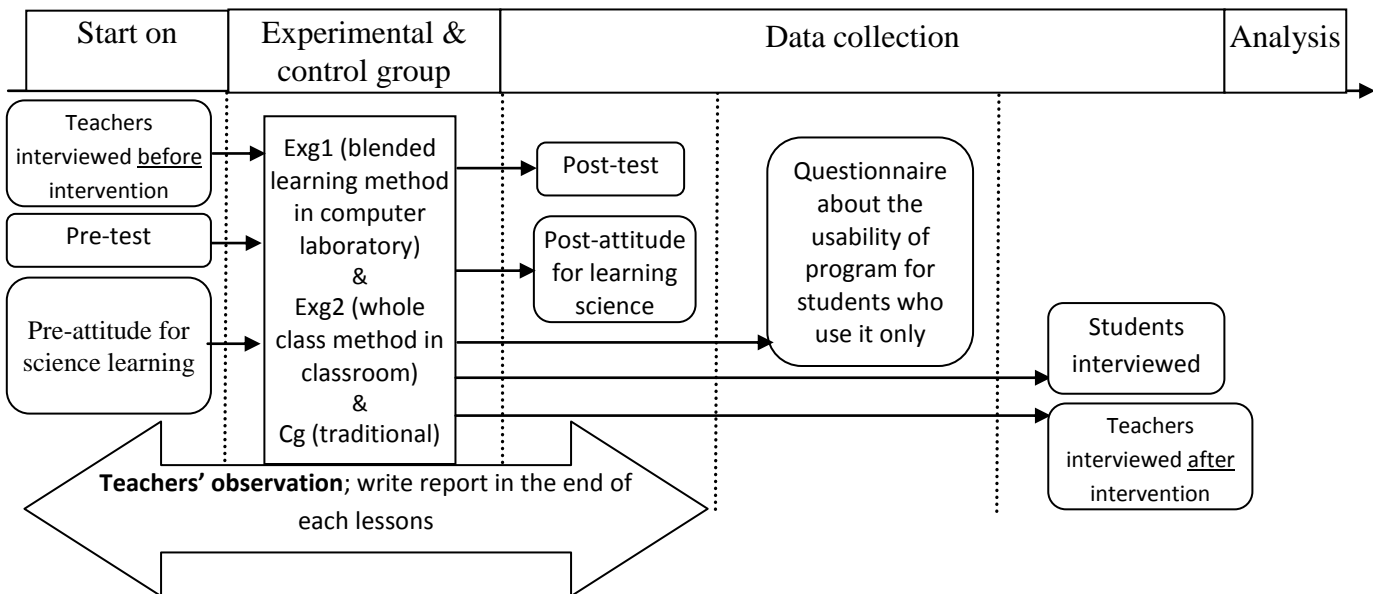 Start on
Experimental &
control group
Data collection
Analysis
Teachers
interviewed before
intervention
Pre-test
Pre-attitude for
science learning
Exg1 (blended
learning method
in computer
laboratory)
&
Exg2 (whole
class method in
classroom)
&
Cg (traditional)
Post-test
Post-attitude
for learning
science
Questionnaire
about the
usability of
program for
students who
use it only
Students
interviewed
Teachers
interviewed after
intervention
Teachers’ observation; write report in the end of
each lessons